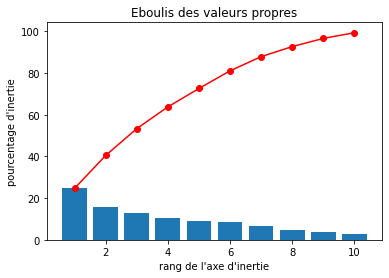 Eboulis des valeurs propres
100
80
60
40
20
0
pourcentage d'inertie
2 4 6 8 10
rang de l'axe d'inertie